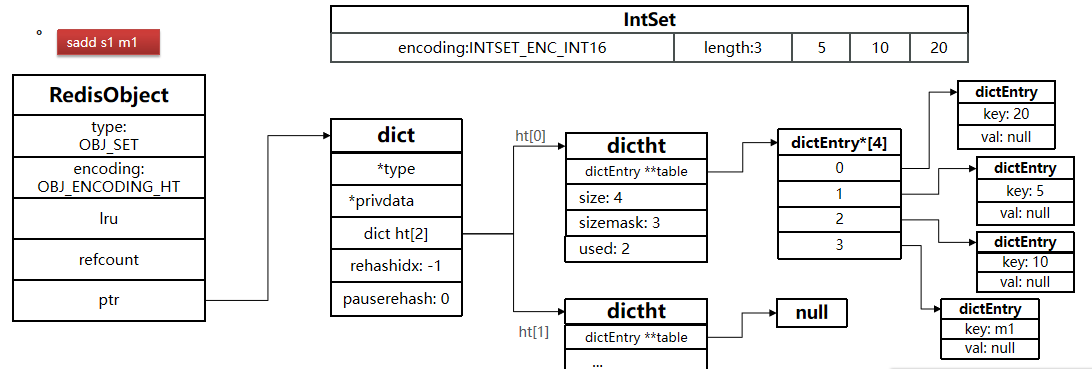 sadd s1 m1
IntSet
encoding:INTSET_ENC_INT16
length:3
5
10
20
RedisObject
type:
OBJ_SET
encoding:
OBJ_ENCODING_HT
lru
refcount
ptr
dict
*type
*privdata
dict ht[2]
rehashidx: -1
pauserehash: 0
ht[0]
dictht
dictEntry **table
size: 4
sizemask: 3
used: 2
ht[1]
dictht
dictEntry **table
...
dictEntry*[4]
0
1
2
3
null
dictEntry
key: 20
val: null
dictEntry
key: 5
val: null
dictEntry
key: 10
val: null
dictEntry
key: m1
val: null